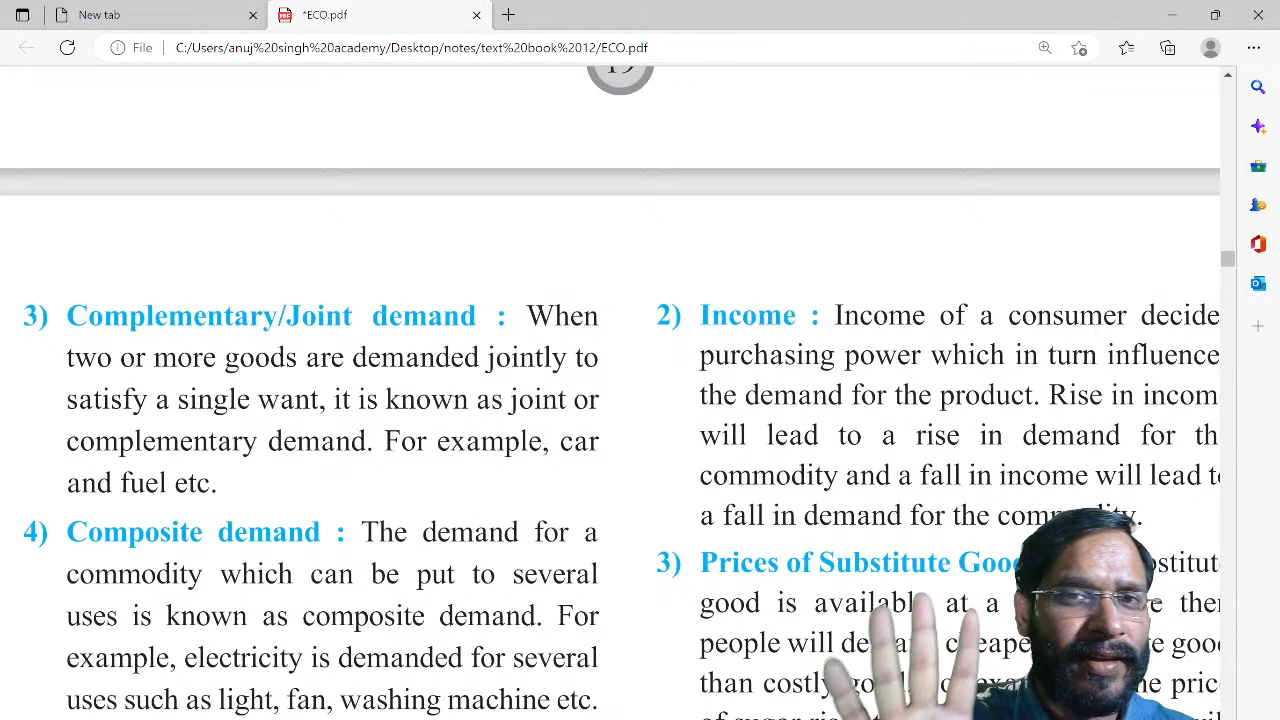 New tab
*ECO.pdf
File
C:/Users/anuj%20singh%20academy/Desktop/notes/text%20book%2012/ECO.pdf
3) Complementary/Joint demand : When
two or more goods are demanded jointly to
satisfy a single want, it is known as joint or
complementary demand. For example, car
and fuel etc.
4) Composite demand : The demand for a
commodity which can be put to several
uses is known as composite demand. For
example, electricity is demanded for several
uses such as light, fan, washing machine etc.
2) Income : Income of a consumer decide
purchasing power which in turn influence
the demand for the product. Rise in incom
will lead to a rise in demand for th
commodity and a fall in income will lead t
a fall in demand for the commodity.
3) Prices of Substitute Goo
good is available at a
people will
than costly